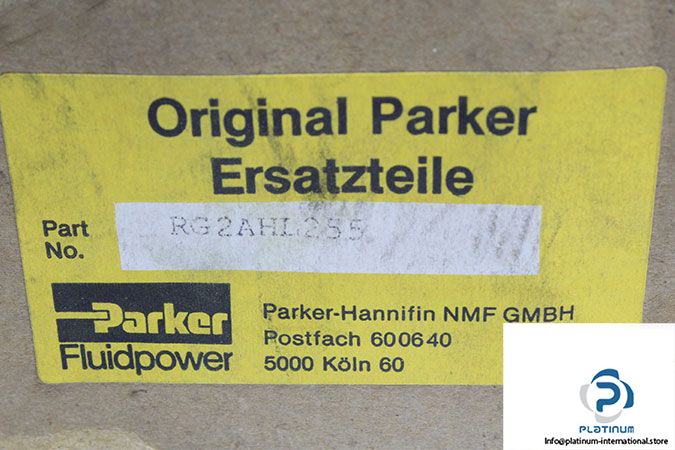 Original Parker
Ersatzteile
Part
No.
RG2AHL255
Parker
Fluidpower
Parker-Hannifin NMF GMBH
Postfach 600640
5000 Köln 60
PLATINUM
info@platinum-international.store